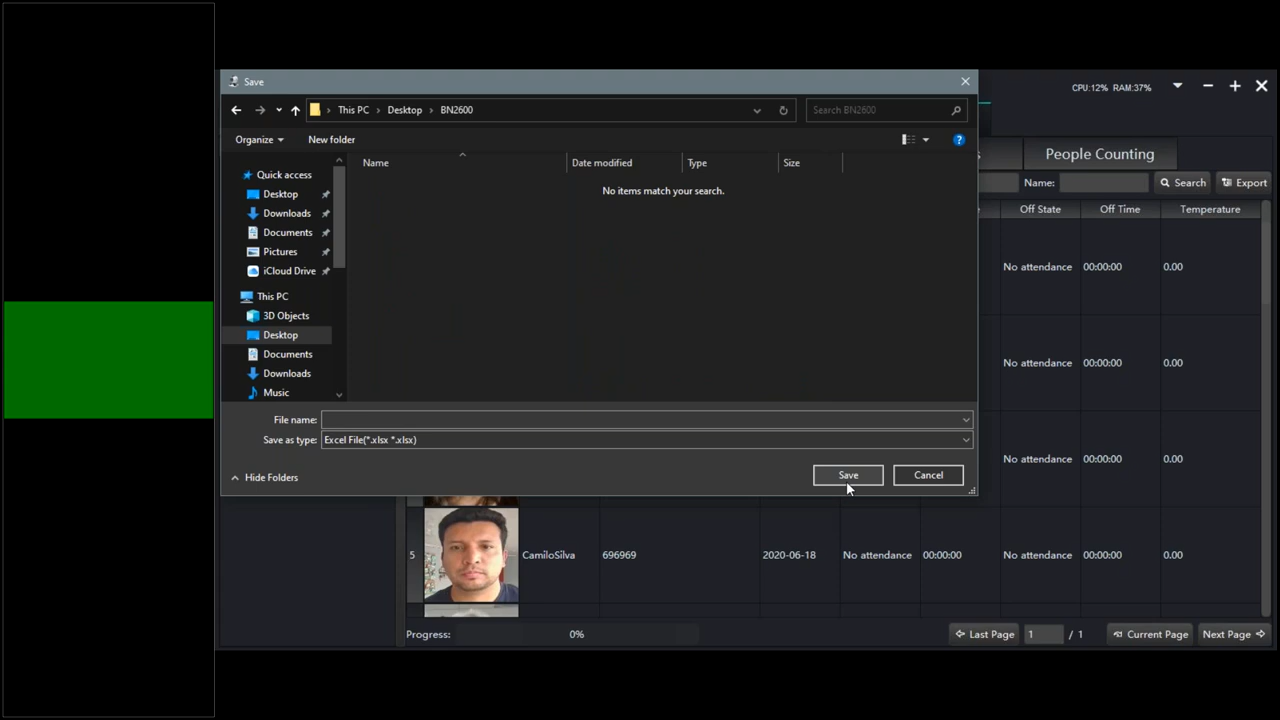 Save
CPU:12% RAM:37%
This PC Desktop BN2600
Search BN2600
Organize New folder
s People Counting
Name Date modified Type Size
Quick access
No items match your search.
Desktop
Downloads
Documents
Pictures
iCloud Drive
This PC
3D Objects
Desktop
Documents
Downloads
Music
Name: Search Export
Off State Off Time Temperature
No attendance 00:00:00 0.00
No attendance 00:00:00 0.00
No attendance 00:00:00 0.00
File name:
Save as type: Excel File(*.xlsx *.xlsx)
Hide Folders Save Cancel
5 CamiloSilva 696969 2020-06-18 No attendance 00:00:00 No attendance 00:00:00 0.00
Progress: 0% Last Page 1 / 1 Current Page Next Page